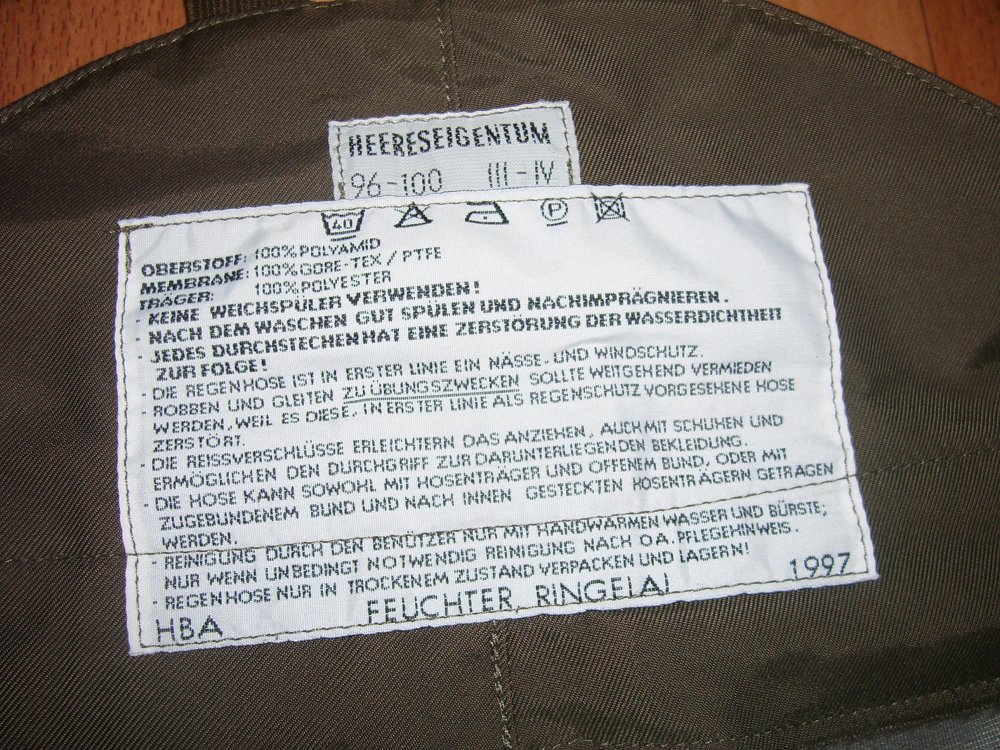 HEERESEIGENTUM
96-100 III-IV
40 P
OBERSTOFF: 100% POLYAMID
MEMBRANE: 100% GORE-TEX / PTFE
TRÄGER: 100% POLYESTER
- KEINE WEICHSPÜLER VERWENDEN!
- NACH DEM WASCHEN GUT SPÜLEN UND NACHIMPRÄGNIEREN.
- JEDES DURCHSTECHEN HAT EINE ZERSTÖRUNG DER WASSERDICHTHEIT
ZUR FOLGE!
- DIE REGENHOSE IST IN ERSTER LINIE EIN NÄSSE- UND WINDSCHUTZ.
- ROBBEN UND GLEITEN ZU ÜBUNGSZWECKEN SOLLTE WEITGEHEND VERMIEDEN
WERDEN, WEIL ES DIESE, IN ERSTER LINIE ALS REGENSCHUTZ VORGESEHENE HOSE
ZERSTÖRT.
- DIE REISSVERSCHLÜSSE ERLEICHTERN DAS ANZIEHEN, AUCH MIT SCHUHEN UND
ERMÖGLICHEN DEN DURCHGRIFF ZUR DARUNTERLIEGENDEN BEKLEIDUNG.
- DIE HOSE KANN SOWOHL MIT HOSENTRÄGER UND OFFENEM BUND, ODER MIT
ZUGEBUNDENEM BUND UND NACH INNEN GESTECKTEN HOSENTRÄGERN GETRAGEN
WERDEN.
- REINIGUNG DURCH DEN BENÜTZER NUR MIT HANDWARMEN WASSER UND BÜRSTE;
NUR WENN UNBEDINGT NOTWENDIG REINIGUNG NACH O.A. PFLEGEHINWEIS.
- REGENHOSE NUR IN TROCKENEM ZUSTAND VERPACKEN UND LAGERN!
HBA FEUCHTER, RINGELAI 1997